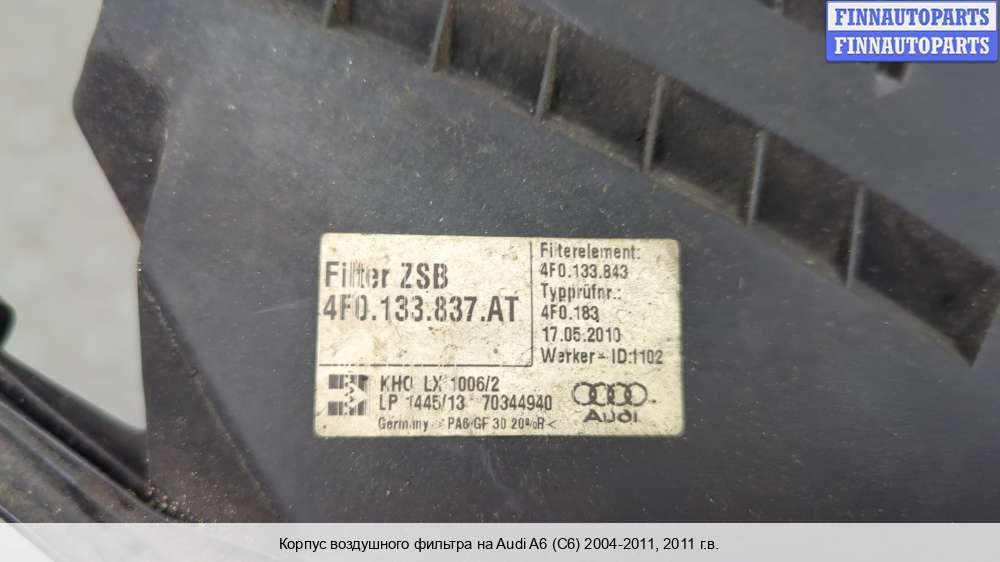 FINNAUTOPARTS
FINNAUTOPARTS
Filter ZSB
4F0.133.837.AT
Filterelement:
4F0.133.843
Typprüfnr.:
4F0.183
17.05.2010
Werker - ID:1102
KHO LX 1006/2
LP 1445/13 70344940
Germany >PA6 GF 30 20%R<
Audi
Корпус воздушного фильтра на Audi A6 (C6) 2004-2011, 2011 г.в.